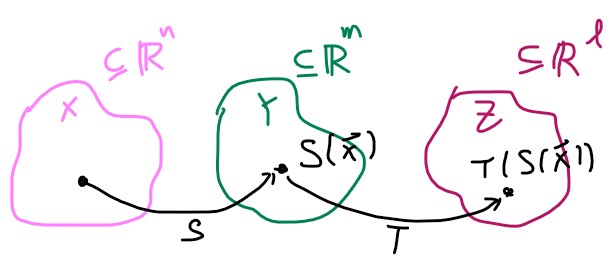 ⊆ℝⁿ
⊆ℝᵐ
⊆ℝˡ
X
Y
Z
S(x⃗)
T(S(x⃗))
S
T